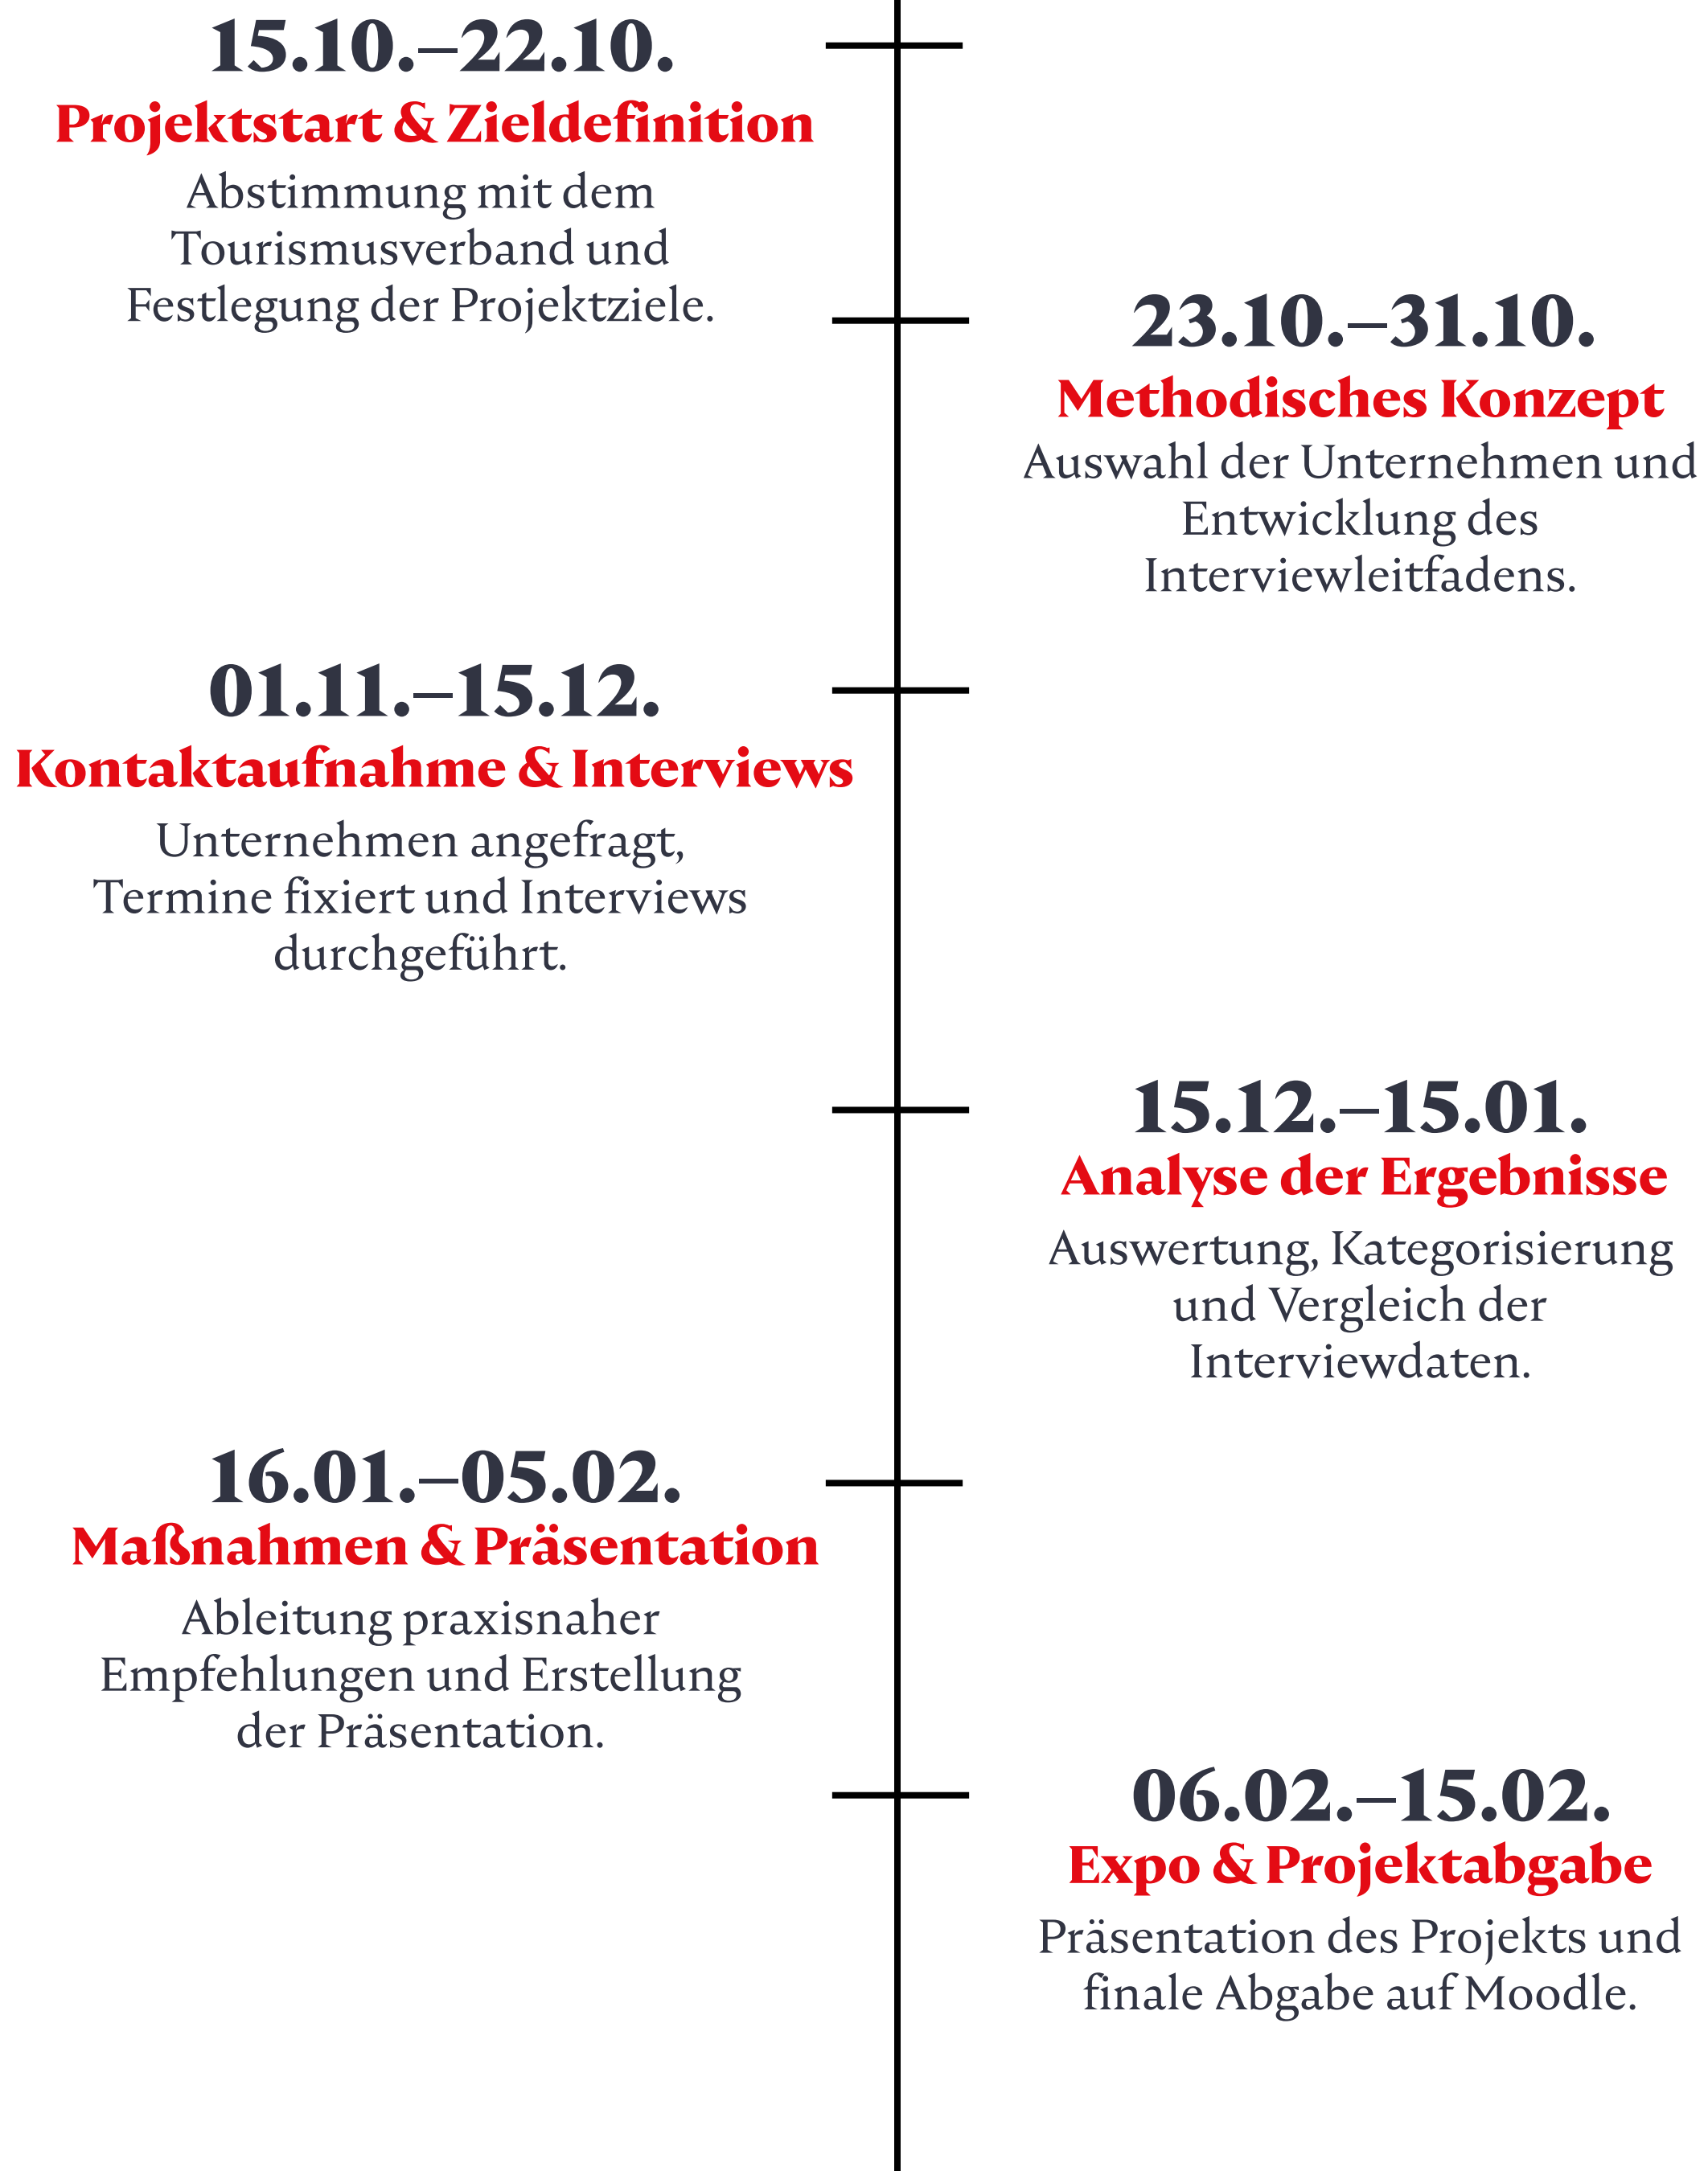 15.10.–22.10.
Projektstart & Zieldefinition
Abstimmung mit dem
Tourismusverband und
Festlegung der Projektziele.
23.10.–31.10.
Methodisches Konzept
Auswahl der Unternehmen und
Entwicklung des
Interviewleitfadens.
01.11.–15.12.
Kontaktaufnahme & Interviews
Unternehmen angefragt,
Termine fixiert und Interviews
durchgeführt.
15.12.–15.01.
Analyse der Ergebnisse
Auswertung, Kategorisierung
und Vergleich der
Interviewdaten.
16.01.–05.02.
Maßnahmen & Präsentation
Ableitung praxisnaher
Empfehlungen und Erstellung
der Präsentation.
06.02.–15.02.
Expo & Projektabgabe
Präsentation des Projekts und
finale Abgabe auf Moodle.